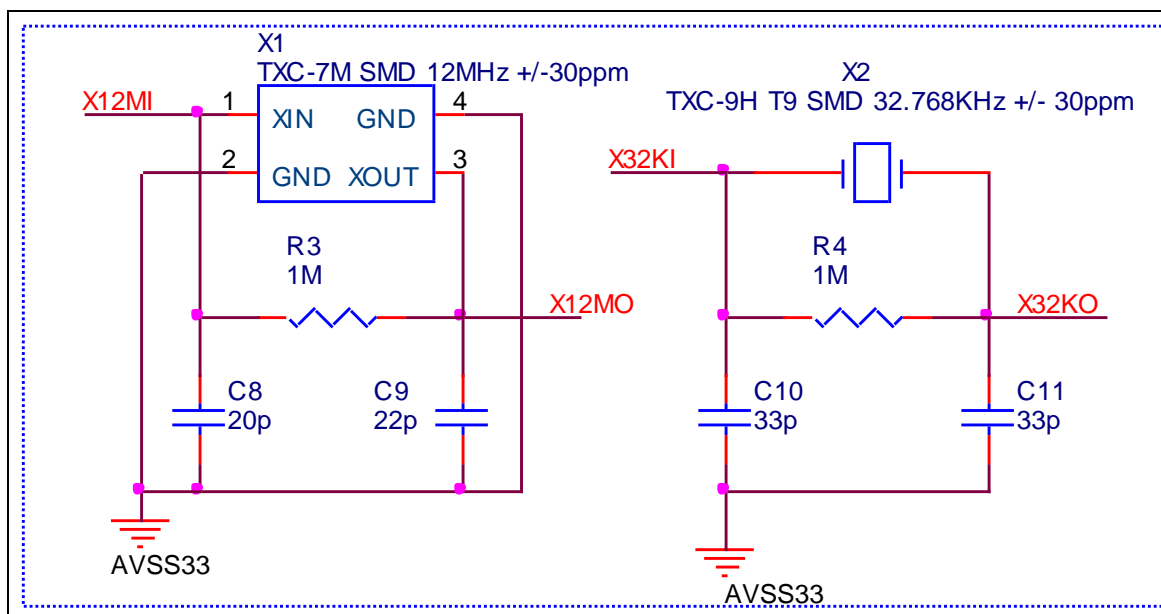 X1
TXC-7M SMD 12MHz +/-30ppm
X12MI
1
XIN
GND
4
2
GND
XOUT
3
R3
1M
X12MO
C8
20p
C9
22p
AVSS33
X2
TXC-9H T9 SMD 32.768KHz +/- 30ppm
X32KI
R4
1M
X32KO
C10
33p
C11
33p
AVSS33